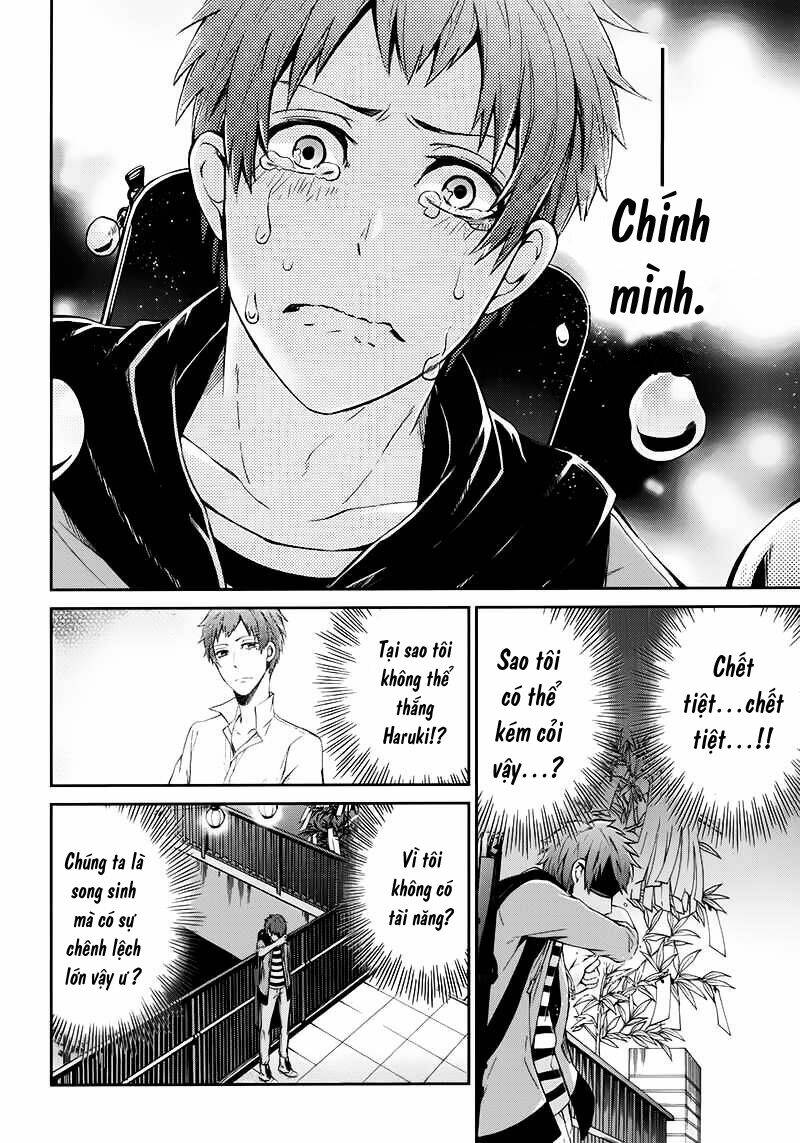 Chính
mình.
Chết
tiệt...chết
tiệt...!!
Sao tôi
có thể
kém cỏi
vậy...?
Tại sao tôi
không thể
thắng
Haruki!?
Vì tôi
không có
tài năng?
Chúng ta là
song sinh
mà có sự
chênh lệch
lớn vậy ư?